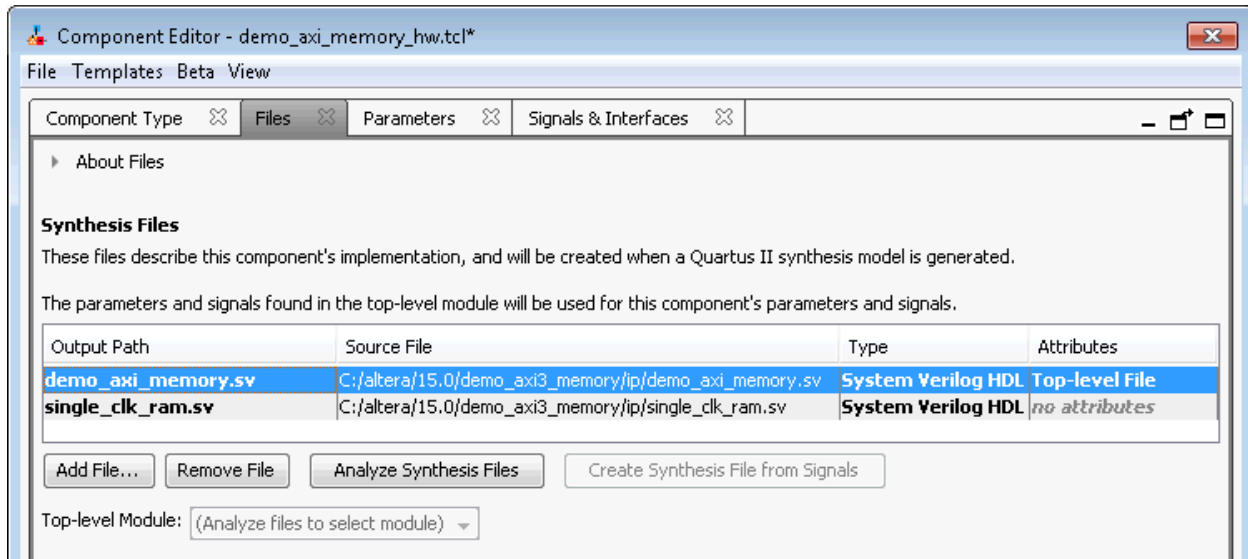 Component Editor - demo_axi_memory_hw.tcl*
File Templates Beta View
Component Type Files Parameters Signals & Interfaces
About Files
Synthesis Files
These files describe this component's implementation, and will be created when a Quartus II synthesis model is generated.
The parameters and signals found in the top-level module will be used for this component's parameters and signals.
Output Path Source File Type Attributes
demo_axi_memory.sv C:/altera/15.0/demo_axi3_memory/ip/demo_axi_memory.sv System Verilog HDL Top-level File
single_clk_ram.sv C:/altera/15.0/demo_axi3_memory/ip/single_clk_ram.sv System Verilog HDL no attributes
Add File... Remove File Analyze Synthesis Files Create Synthesis File from Signals
Top-level Module: (Analyze files to select module)